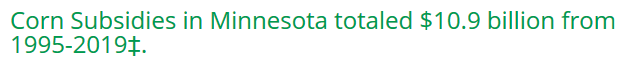 Corn Subsidies in Minnesota totaled $10.9 billion from
1995-2019‡.